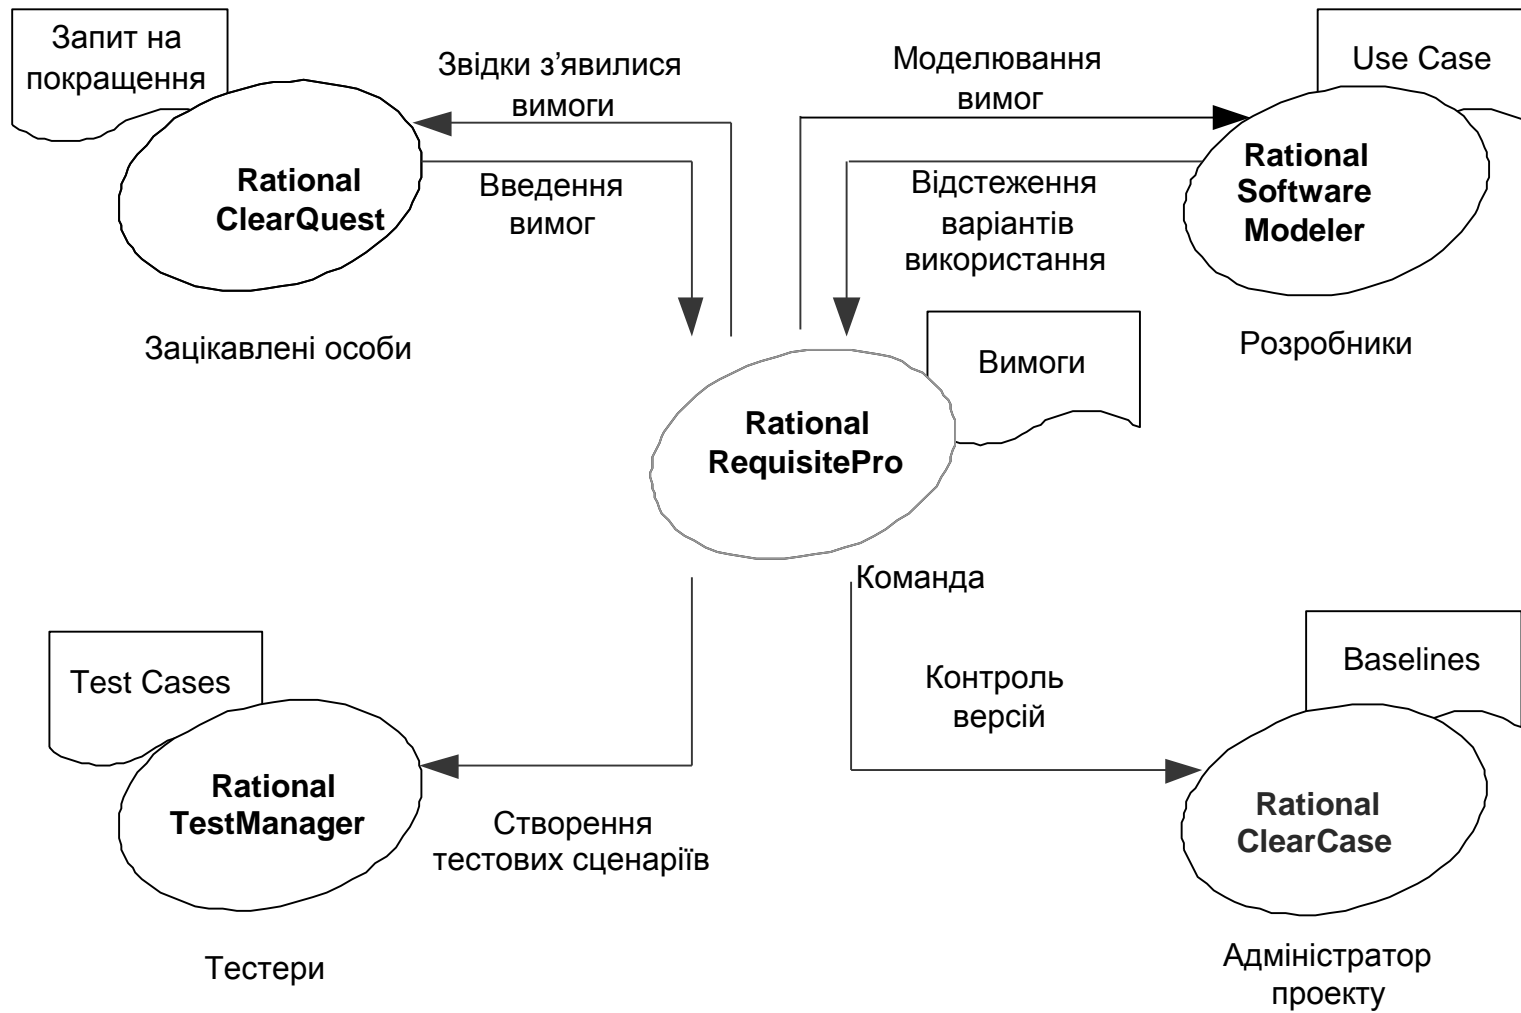 Запит на
покращення
Звідки з’явилися
вимоги
Моделювання
вимог
Use Case
Rational
ClearQuest
Введення
вимог
Відстеження
варіантів
використання
Rational
Software
Modeler
Зацікавлені особи
Вимоги
Розробники
Rational
RequisitePro
Команда
Test Cases
Контроль
версій
Baselines
Rational
TestManager
Створення
тестових сценаріїв
Rational
ClearCase
Тестери
Адміністратор
проекту